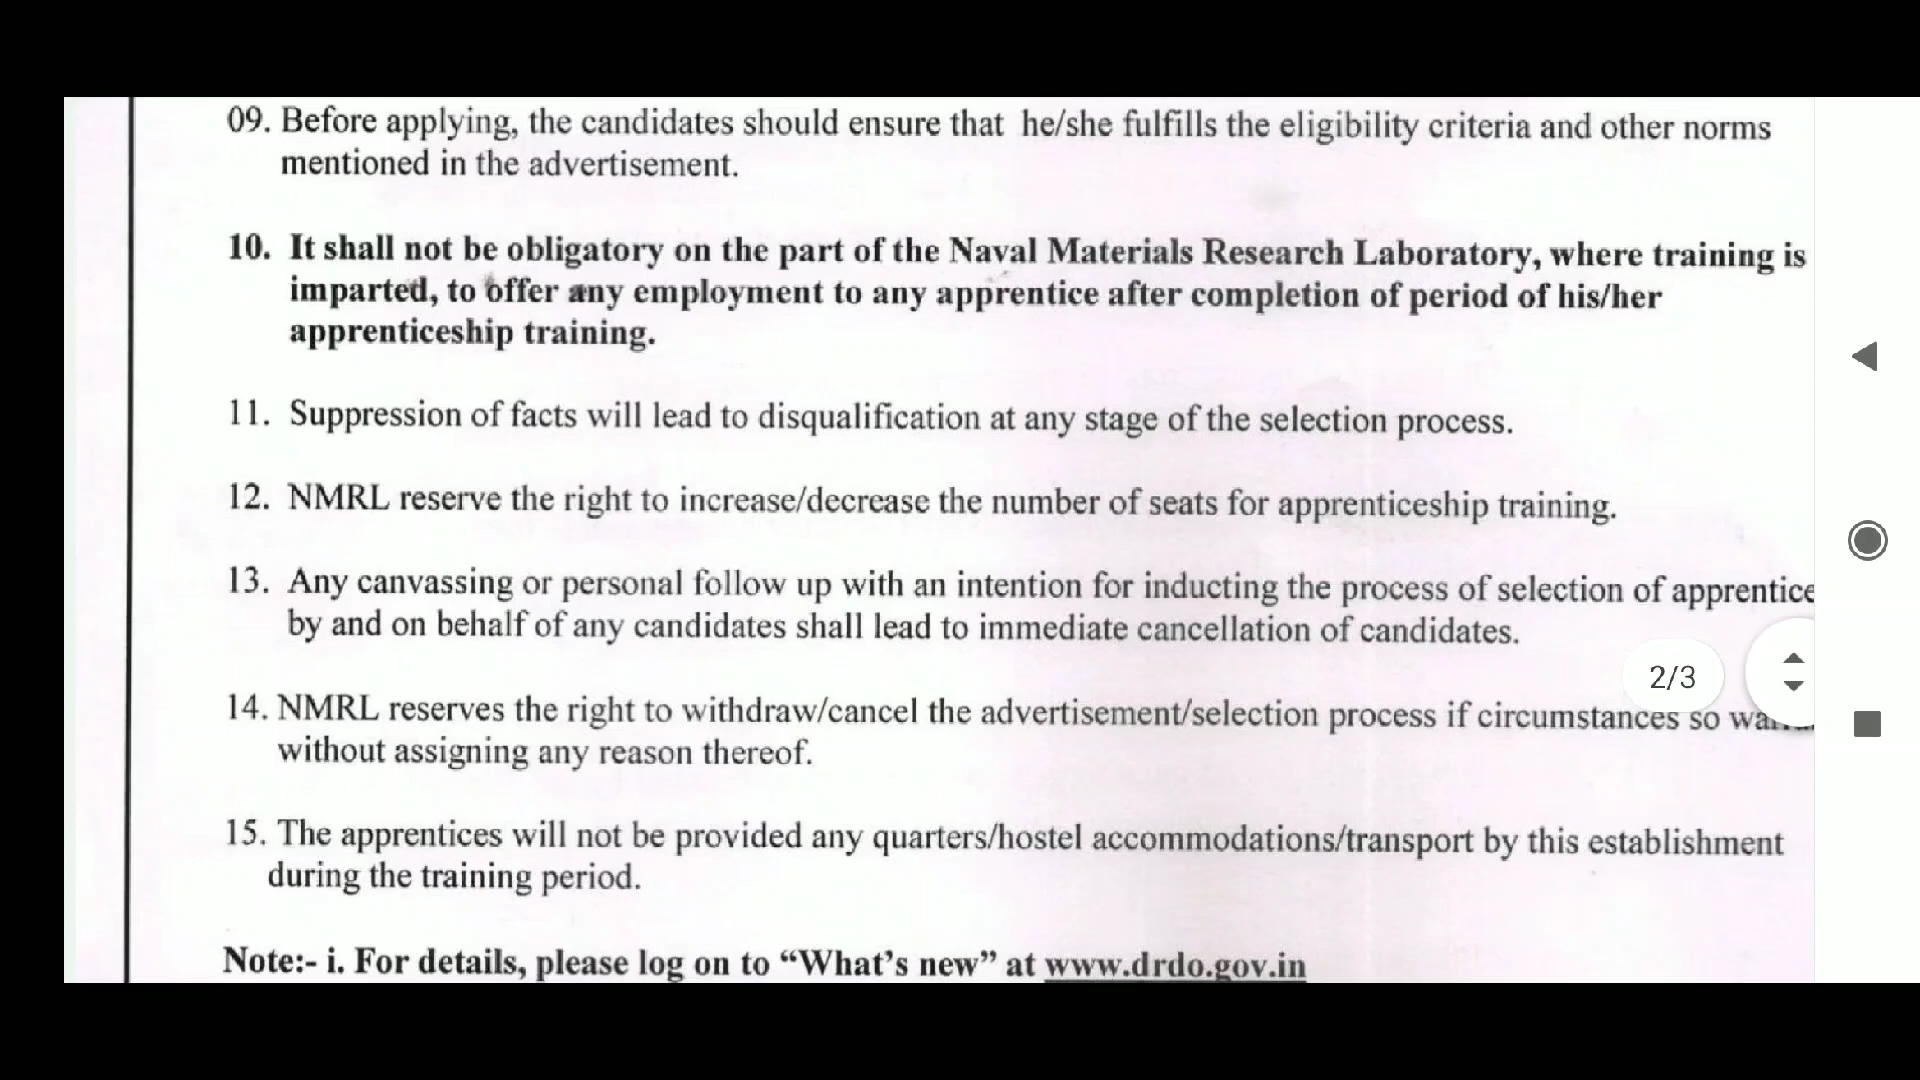 09. Before applying, the candidates should ensure that he/she fulfills the eligibility criteria and other norms
mentioned in the advertisement.
10. It shall not be obligatory on the part of the Naval Materials Research Laboratory, where training is
imparted, to offer any employment to any apprentice after completion of period of his/her
apprenticeship training.
11. Suppression of facts will lead to disqualification at any stage of the selection process.
12. NMRL reserve the right to increase/decrease the number of seats for apprenticeship training.
13. Any canvassing or personal follow up with an intention for inducting the process of selection of apprentice
by and on behalf of any candidates shall lead to immediate cancellation of candidates.
2/3
14. NMRL reserves the right to withdraw/cancel the advertisement/selection process if circumstances so
without assigning any reason thereof.
15. The apprentices will not be provided any quarters/hostel accommodations/transport by this establishment
during the training period.
Note:- i. For details, please log on to “What’s new” at www.drdo.gov.in